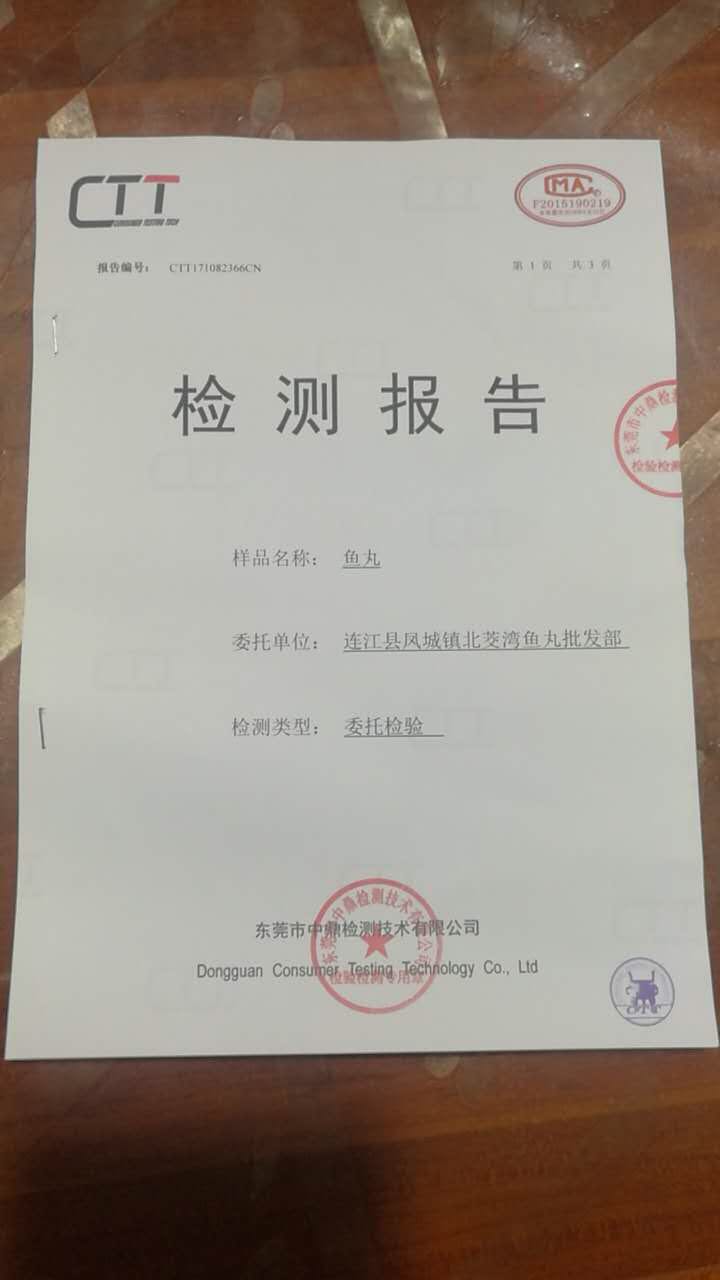 CTT
CONSUMER TESTING TECH
CMA
F2015190219
报告编号： CTT171082366CN
第 1 页 共 3 页
检测报告
东莞市中鼎检
检验检测
样品名称： 鱼丸
委托单位： 连江县凤城镇北茭湾鱼丸批发部
检测类型： 委托检验
东莞市中鼎检测技术有限公司
Dongguan Consumer Testing Technology Co., Ltd
东莞市中鼎检测技术有限公司
检验检测专用章
CTC